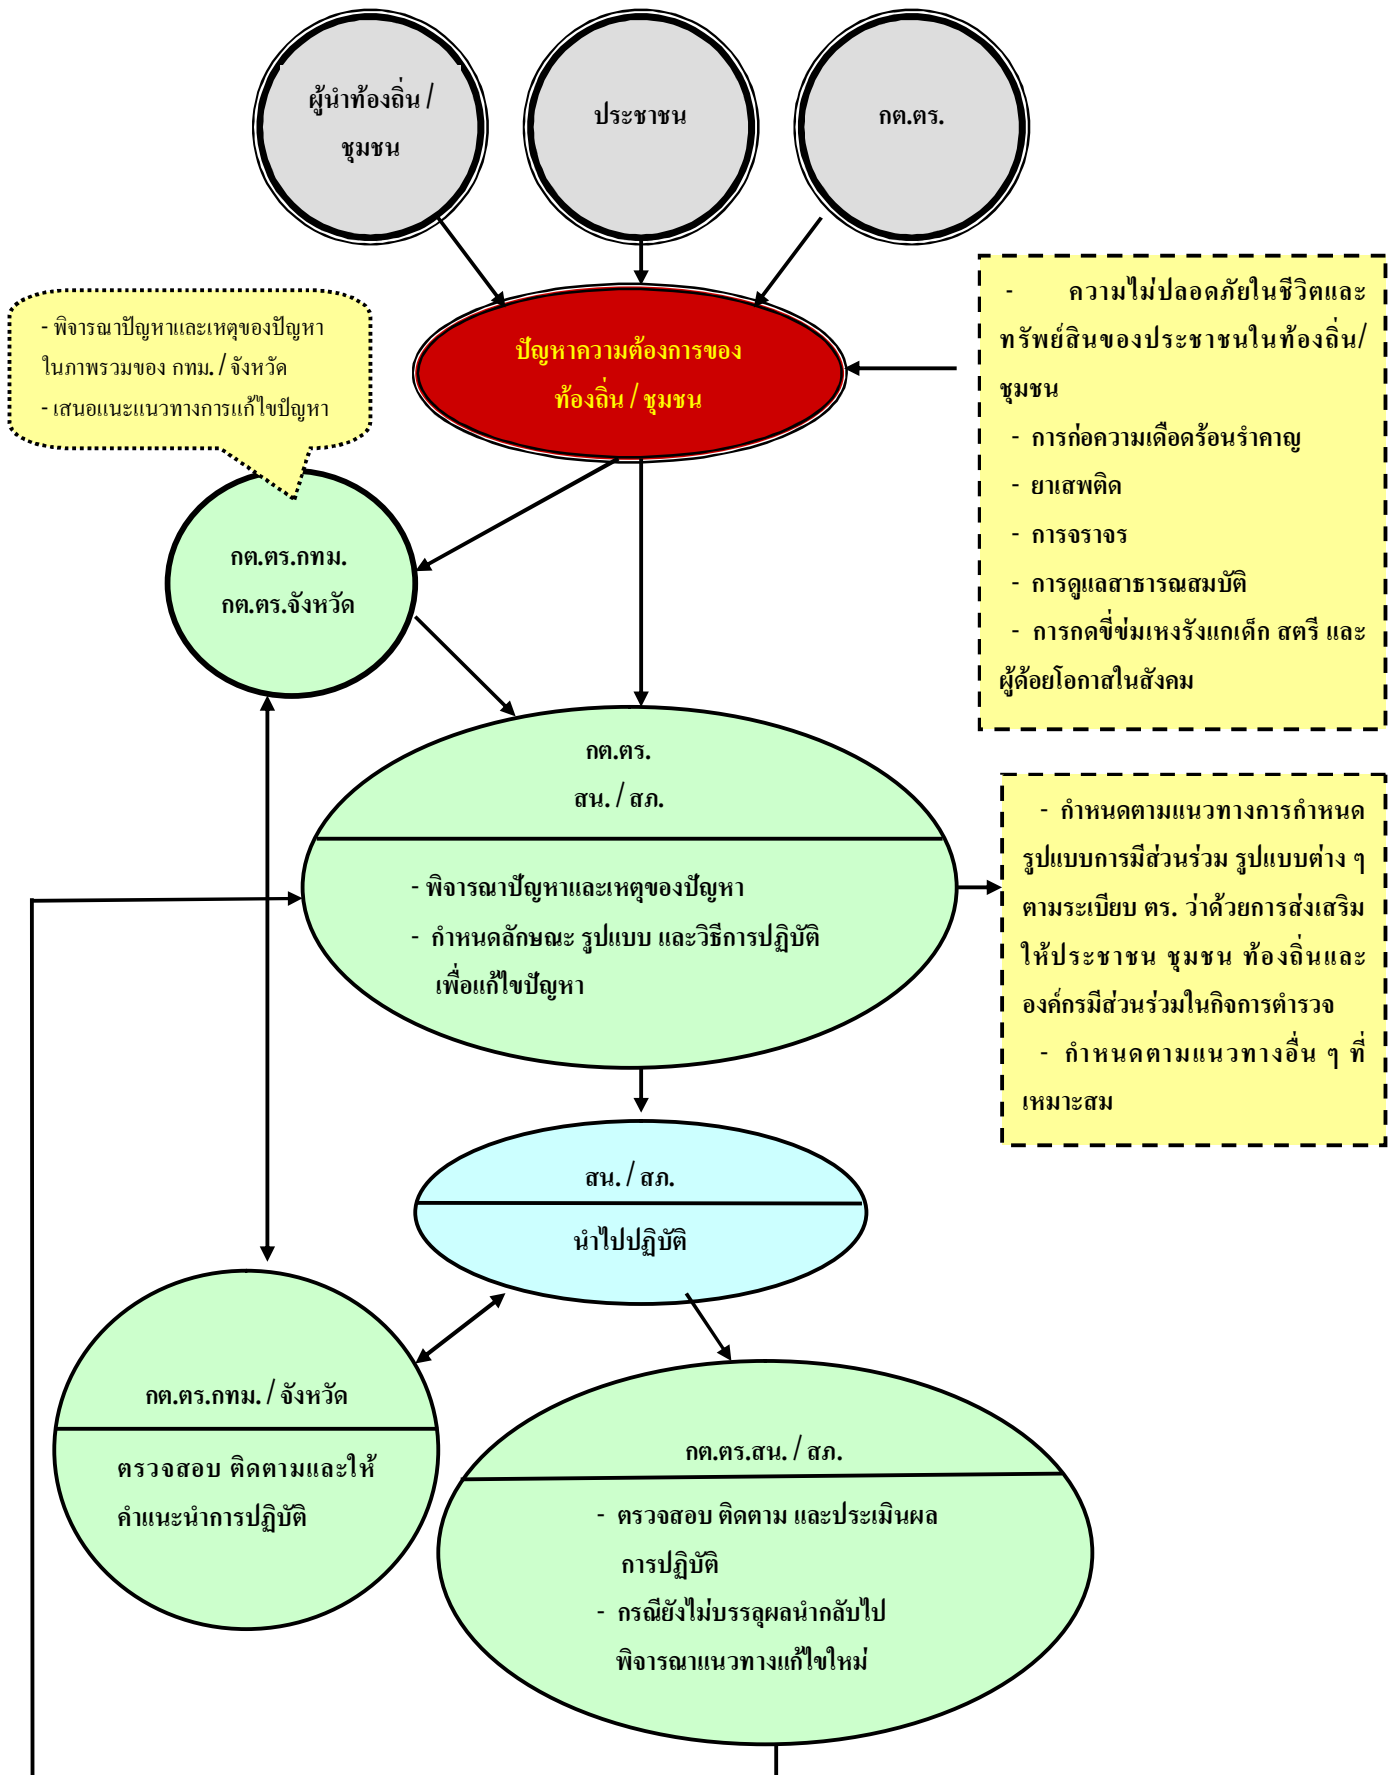 ผู้นำท้องถิ่น /
ชุมชน
ประชาชน
กต.ตร.
- พิจารณาปัญหาและเหตุของปัญหา
ในภาพรวมของ กทม. / จังหวัด
- เสนอแนะแนวทางการแก้ไขปัญหา
ปัญหาความต้องการของ
ท้องถิ่น / ชุมชน
- ความไม่ปลอดภัยในชีวิตและ
ทรัพย์สินของประชาชนในท้องถิ่น/
ชุมชน
- การก่อความเดือดร้อนรำคาญ
- ยาเสพติด
- การจราจร
- การดูแลสาธารณสมบัติ
- การกดขี่ข่มเหงรังแกเด็ก สตรี และ
ผู้ด้อยโอกาสในสังคม
กต.ตร.กทม.
กต.ตร.จังหวัด
กต.ตร.
สน. / สภ.
- พิจารณาปัญหาและเหตุของปัญหา
- กำหนดลักษณะ รูปแบบ และวิธีการปฏิบัติ
เพื่อแก้ไขปัญหา
- กำหนดตามแนวทางการกำหนด
รูปแบบการมีส่วนร่วม รูปแบบต่าง ๆ
ตามระเบียบ ตร. ว่าด้วยการส่งเสริม
ให้ประชาชน ชุมชน ท้องถิ่นและ
องค์กรมีส่วนร่วมในกิจการตำรวจ
- กำหนดตามแนวทางอื่น ๆ ที่
เหมาะสม
สน. / สภ.
นำไปปฏิบัติ
กต.ตร.กทม. / จังหวัด
ตรวจสอบ ติดตามและให้
คำแนะนำการปฏิบัติ
กต.ตร.สน. / สภ.
- ตรวจสอบ ติดตาม และประเมินผล
การปฏิบัติ
- กรณียังไม่บรรลุผลนำกลับไป
พิจารณาแนวทางแก้ไขใหม่